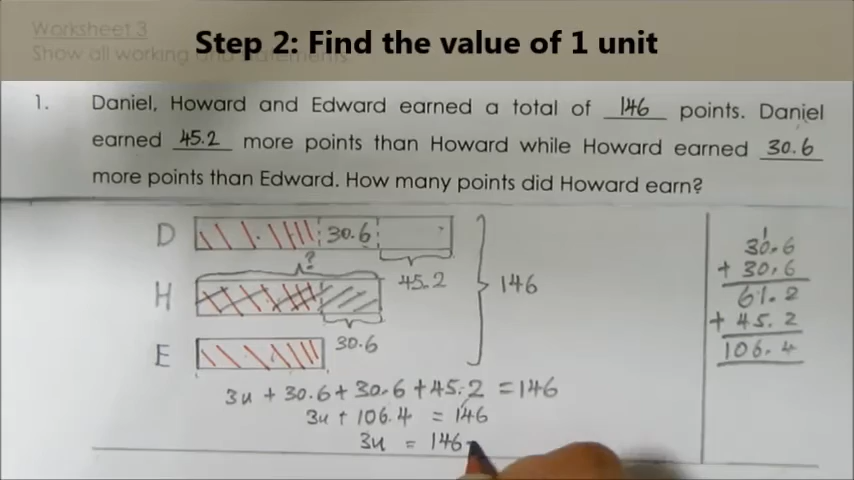 Worksheet 3
Show all working and statements.
Step 2: Find the value of 1 unit
1. Daniel, Howard and Edward earned a total of 146 points. Daniel
earned 45.2 more points than Howard while Howard earned 30.6
more points than Edward. How many points did Howard earn?
D 30.6
?
45.2
H
146
30.6
E
3u + 30.6 + 30.6 + 45.2 = 146
3u + 106.4 = 146
3u = 146-
1
30.6
+ 30.6
61.2
+ 45.2
106.4